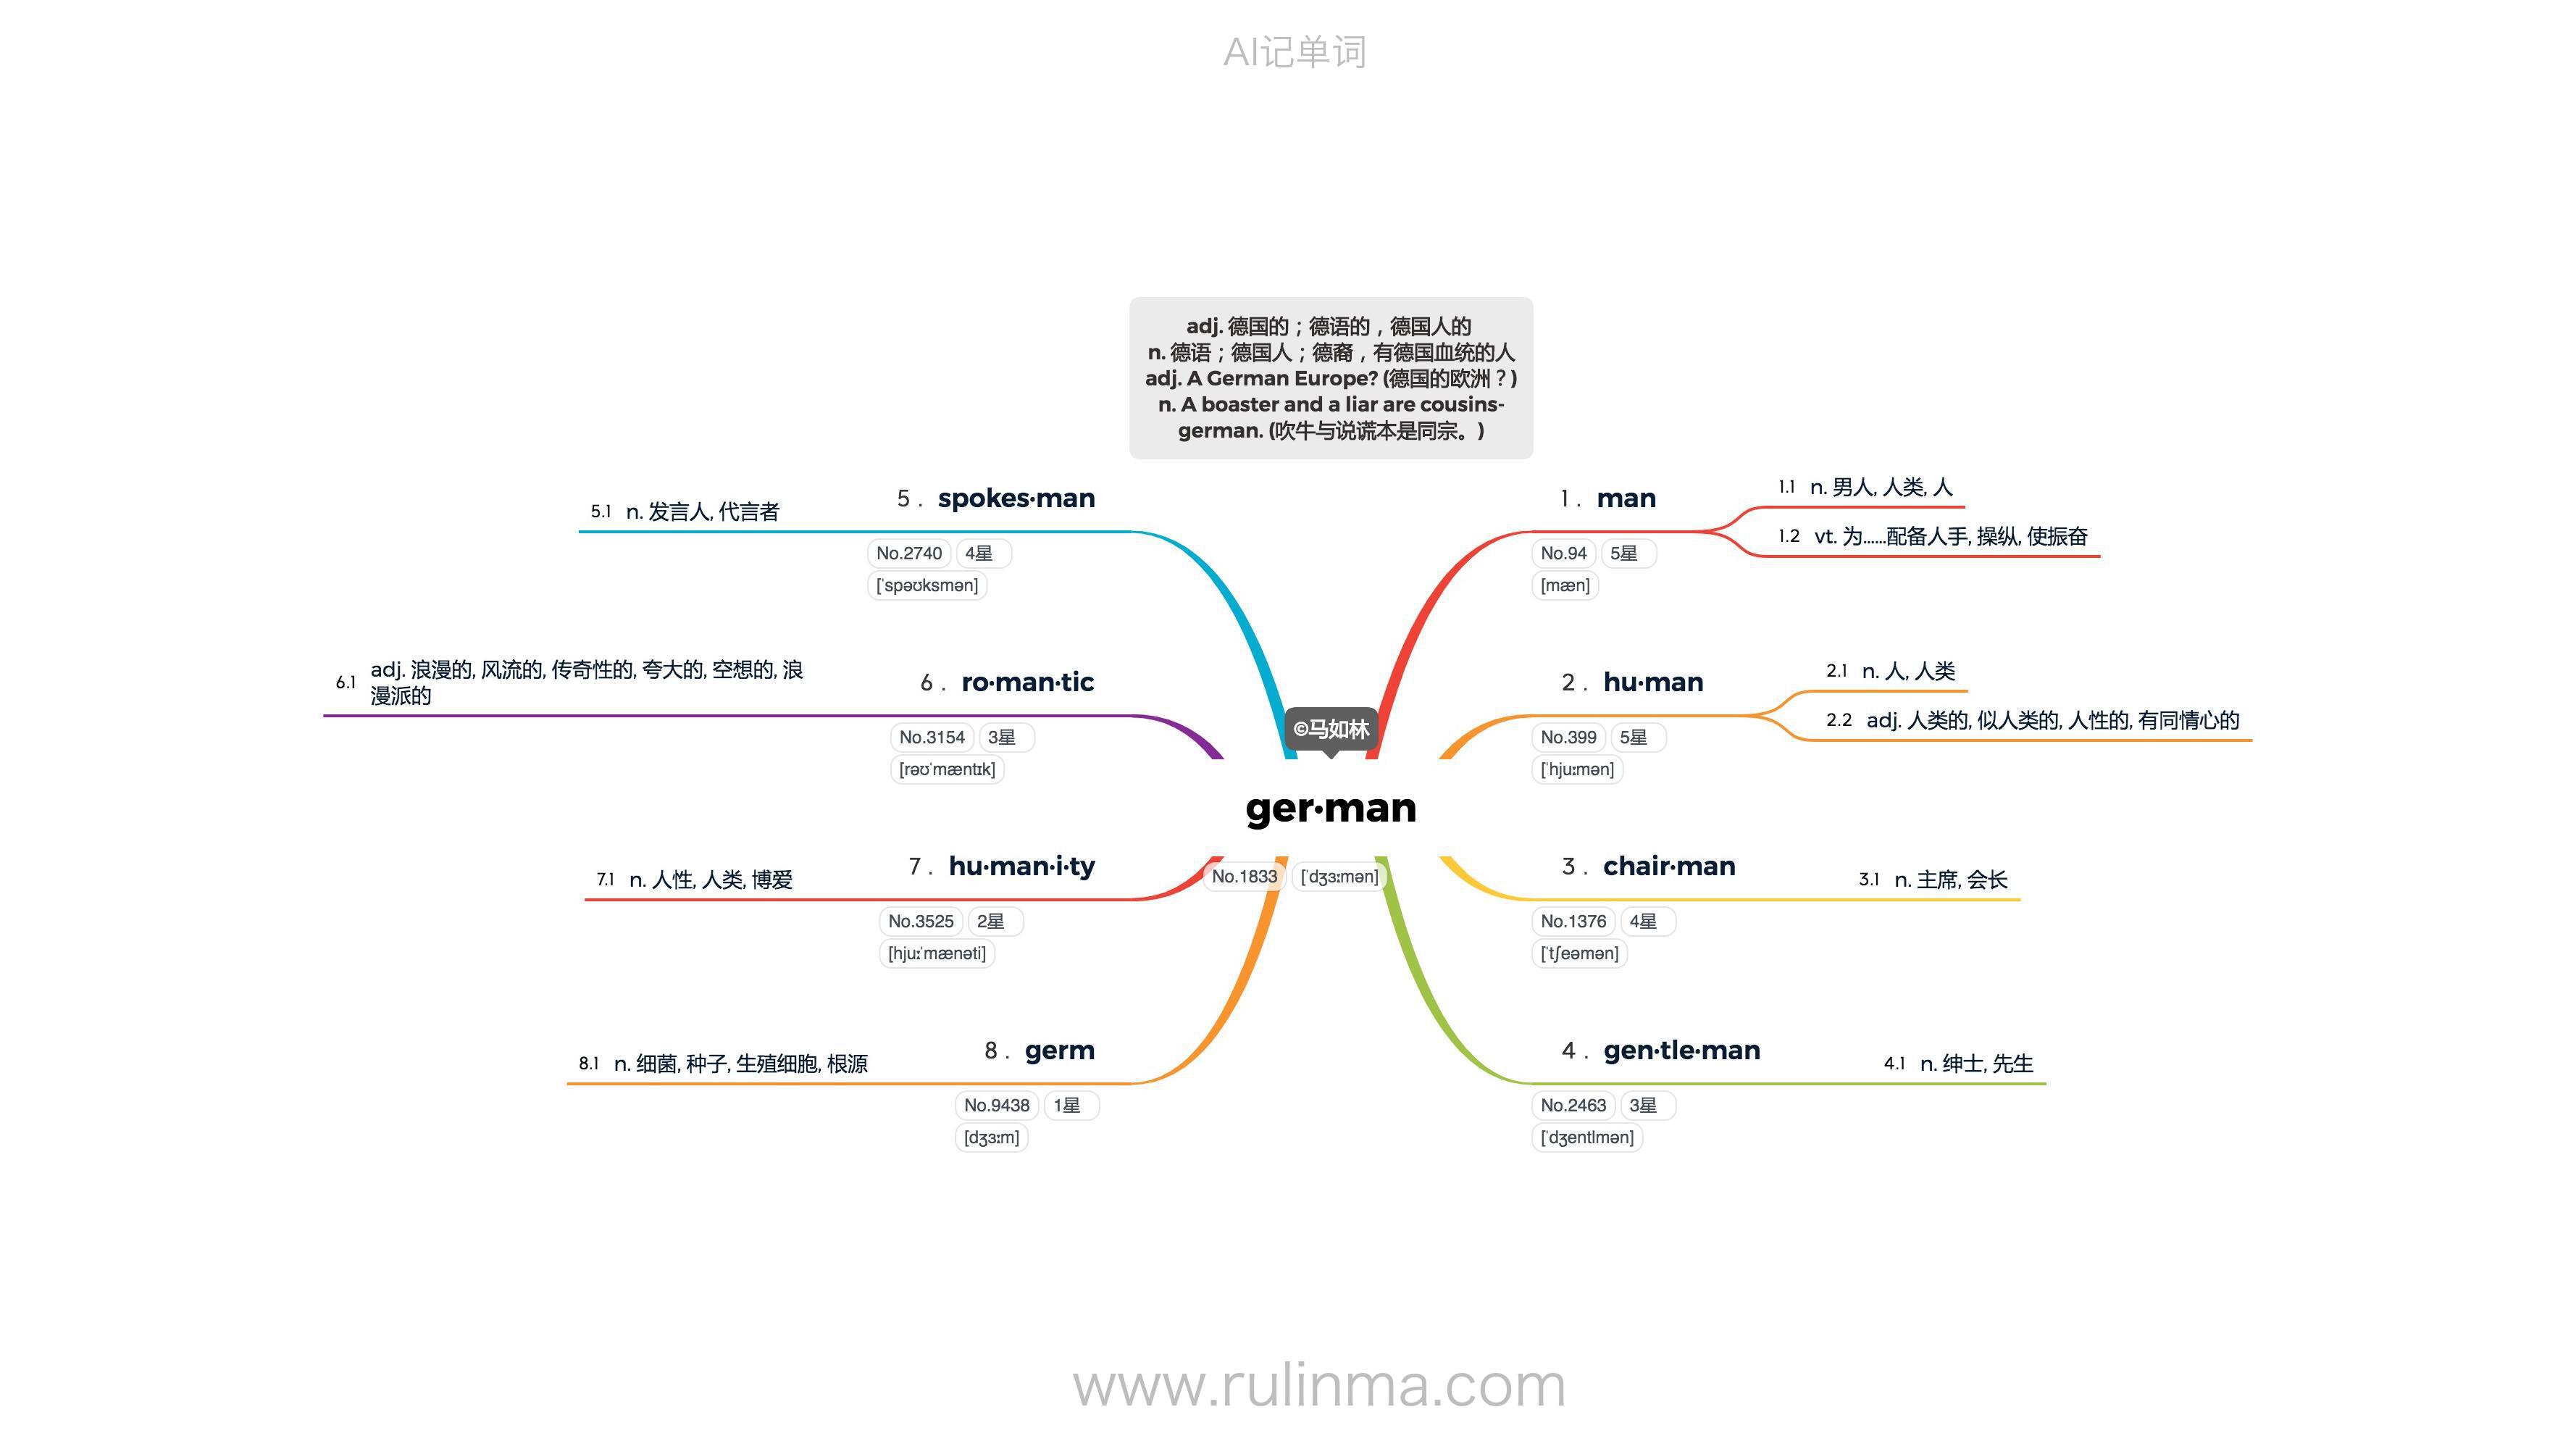 AI记单词
adj. 德国的；德语的，德国人的
n. 德语；德国人；德裔，有德国血统的人
adj. A German Europe? (德国的欧洲？)
n. A boaster and a liar are cousins-
german. (吹牛与说谎本是同宗。)
©马如林
ger·man
No.1833 [ˈdʒɜːmən]
1 . man
No.94 5星
[mæn]
1.1 n. 男人, 人类, 人
1.2 vt. 为……配备人手, 操纵, 使振奋
2 . hu·man
No.399 5星
[ˈhjuːmən]
2.1 n. 人, 人类
2.2 adj. 人类的, 似人类的, 人性的, 有同情心的
3 . chair·man
No.1376 4星
[ˈtʃeəmən]
3.1 n. 主席, 会长
4 . gen·tle·man
No.2463 3星
[ˈdʒentlmən]
4.1 n. 绅士, 先生
5 . spokes·man
No.2740 4星
[ˈspəʊksmən]
5.1 n. 发言人, 代言者
6 . ro·man·tic
No.3154 3星
[rəʊˈmæntɪk]
6.1 adj. 浪漫的, 风流的, 传奇性的, 夸大的, 空想的, 浪
漫派的
7 . hu·man·i·ty
No.3525 2星
[hjuːˈmænəti]
7.1 n. 人性, 人类, 博爱
8 . germ
No.9438 1星
[dʒɜːm]
8.1 n. 细菌, 种子, 生殖细胞, 根源
www.rulinma.com